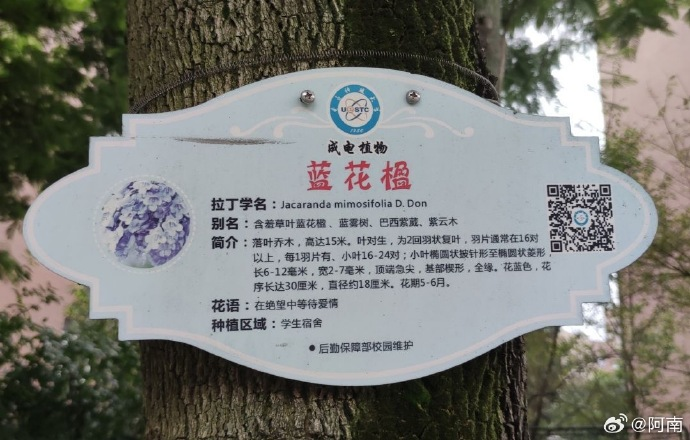 UESTC
1956
成电植物
蓝花楹
拉丁学名：Jacaranda mimosifolia D. Don
别名：含羞草叶蓝花楹、蓝雾树、巴西紫葳、紫云木
简介：落叶乔木，高达15米。叶对生，为2回羽状复叶，羽片通常在16对
以上，每1羽片有、小叶16-24对；小叶椭圆状披针形至椭圆状菱形，
长6-12毫米，宽2-7毫米，顶端急尖，基部楔形，全缘。花蓝色，花
序长达30厘米，直径约18厘米。花期5-6月。
花语：在绝望中等待爱情
种植区域：学生宿舍
●后勤保障部校园维护
@阿南